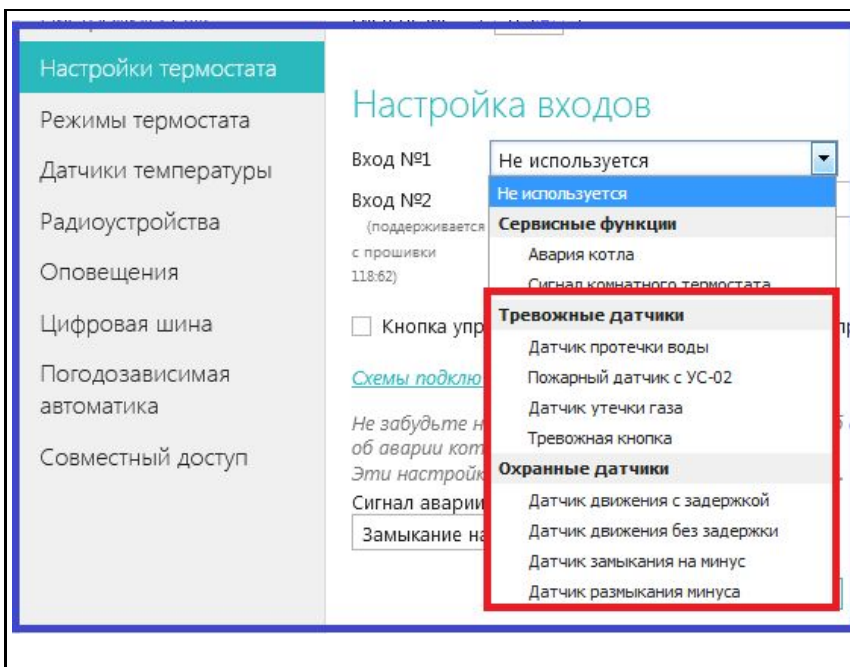 Настройки термостата
Режимы термостата
Датчики температуры
Радиоустройства
Оповещения
Цифровая шина
Погодозависимая
автоматика
Совместный доступ
Настройка входов
Вход №1
Не используется
Вход №2
(поддерживается
с прошивки
118:62)
Не используется
Сервисные функции
Авария котла
Сигнал комнатного термостата
Тревожные датчики
Датчик протечки воды
Пожарный датчик с УС-02
Датчик утечки газа
Тревожная кнопка
Охранные датчики
Датчик движения с задержкой
Датчик движения без задержки
Датчик замыкания на минус
Датчик размыкания минуса
Кнопка упр
Схемы подклю
Не забудьте н
об аварии кот
Эти настройк
Сигнал аварии
Замыкание на